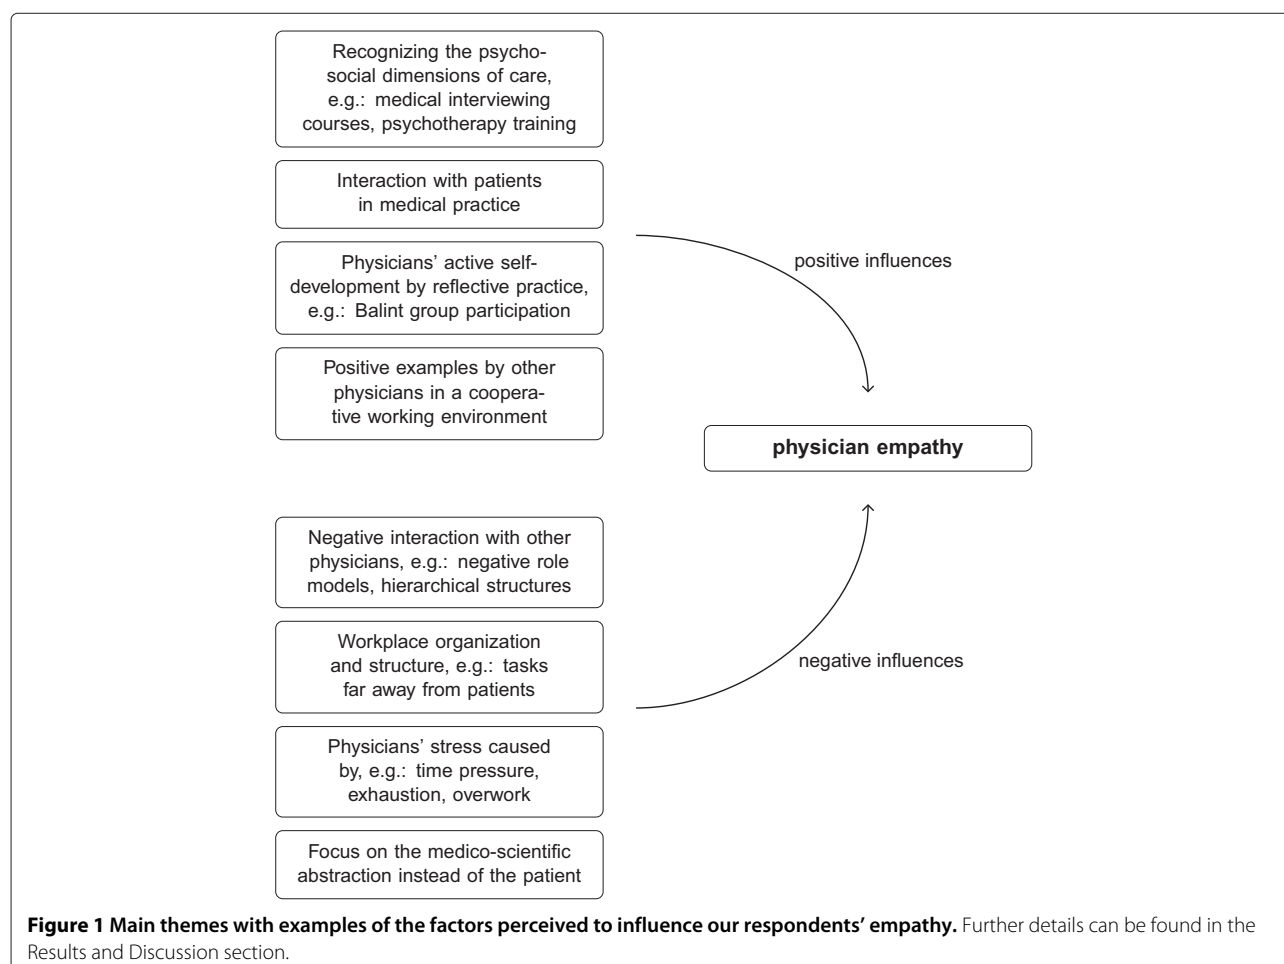 Recognizing the psycho-
social dimensions of care,
e.g.: medical interviewing
courses, psychotherapy training
Interaction with patients
in medical practice
Physicians’ active self-
development by reflective practice,
e.g.: Balint group participation
Positive examples by other
physicians in a coopera-
tive working environment
positive influences
physician empathy
Negative interaction with other
physicians, e.g.: negative role
models, hierarchical structures
Workplace organization
and structure, e.g.: tasks
far away from patients
negative influences
Physicians’ stress caused
by, e.g.: time pressure,
exhaustion, overwork
Focus on the medico-scientific
abstraction instead of the patient
Figure 1 Main themes with examples of the factors perceived to influence our respondents’ empathy. Further details can be found in the
Results and Discussion section.